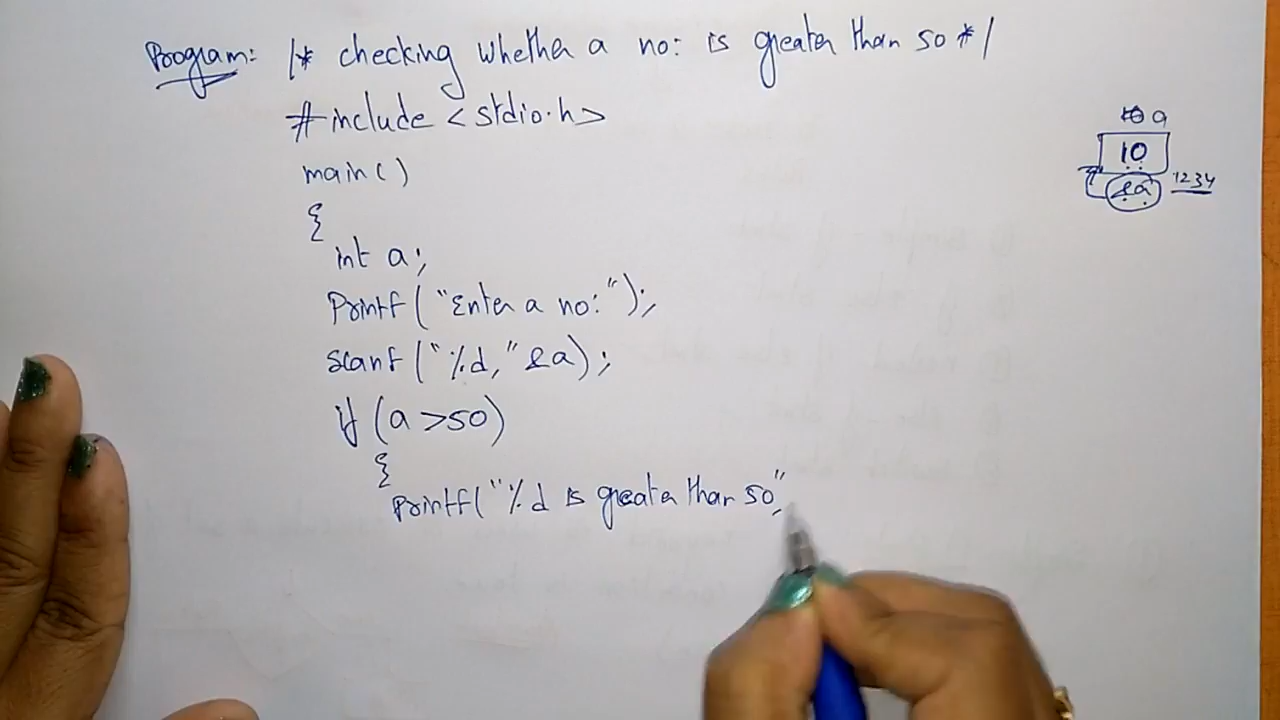 Program: /* checking whether a no: is greater than 50 */
#include <stdio.h>
main()
{
int a;
Printf("Enter a no:");
scanf("%d," &a);
if (a >50)
{
printf("%d is greater than 50,"
a
10
&a 1234